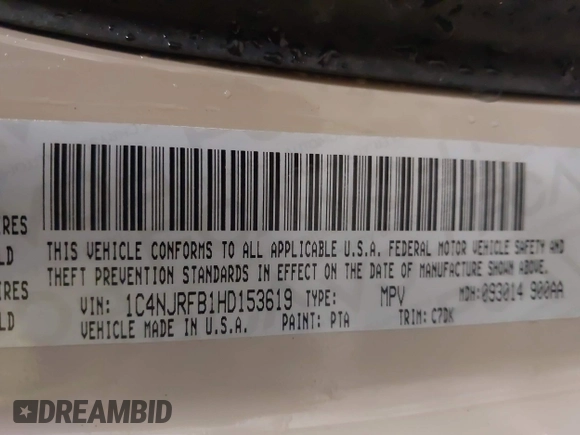 IRES
LD
IRES
LD
THIS VEHICLE CONFORMS TO ALL APPLICABLE U.S.A. FEDERAL MOTOR VEHICLE SAFETY AND
THEFT PREVENTION STANDARDS IN EFFECT ON THE DATE OF MANUFACTURE SHOWN ABOVE.
VIN: 1C4NJRFB1HD153619 TYPE: MPV MDH:093014 900AA
VEHICLE MADE IN U.S.A. PAINT: PTA TRIM: C7DK
DREAMBID